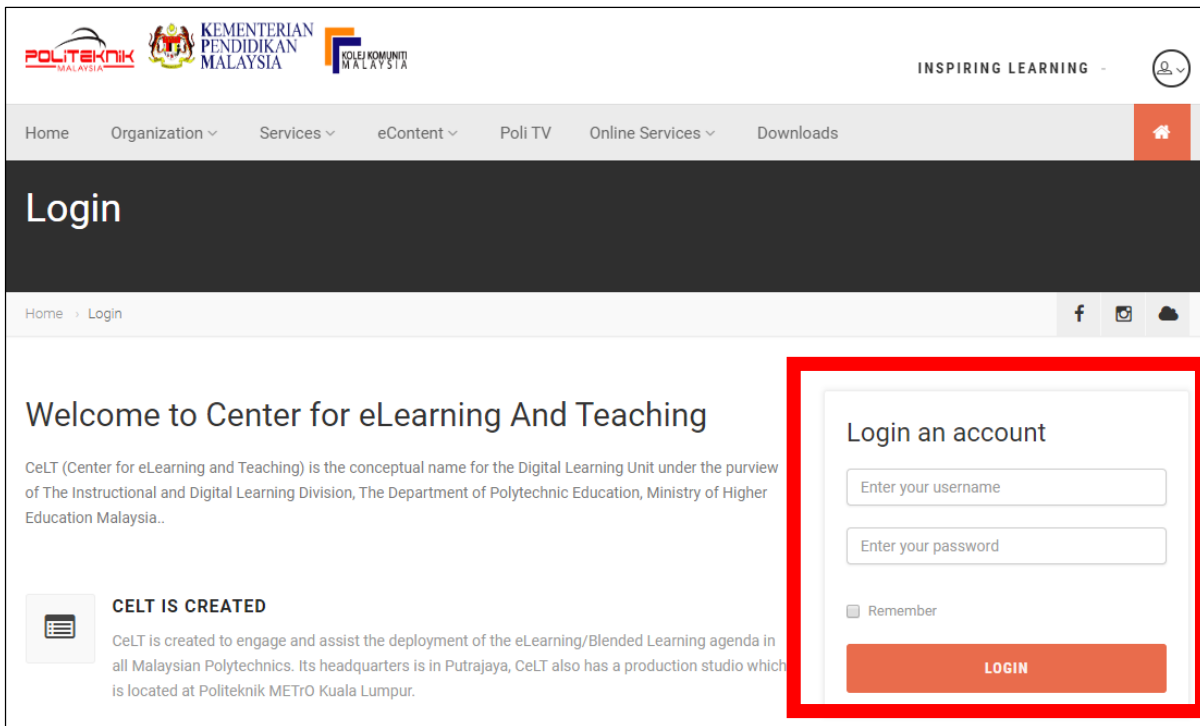 POLITEKNIK
MALAYSIA
KEMENTERIAN
PENDIDIKAN
MALAYSIA
KOLEJ KOMUNITI
MALAYSIA
INSPIRING LEARNING -
Home Organization Services eContent Poli TV Online Services Downloads
Login
Home › Login
Welcome to Center for eLearning And Teaching
CeLT (Center for eLearning and Teaching) is the conceptual name for the Digital Learning Unit under the purview
of The Instructional and Digital Learning Division, The Department of Polytechnic Education, Ministry of Higher
Education Malaysia..
CELT IS CREATED
CeLT is created to engage and assist the deployment of the eLearning/Blended Learning agenda in
all Malaysian Polytechnics. Its headquarters is in Putrajaya, CeLT also has a production studio which
is located at Politeknik METrO Kuala Lumpur.
Login an account
Enter your username
Enter your password
Remember
LOGIN